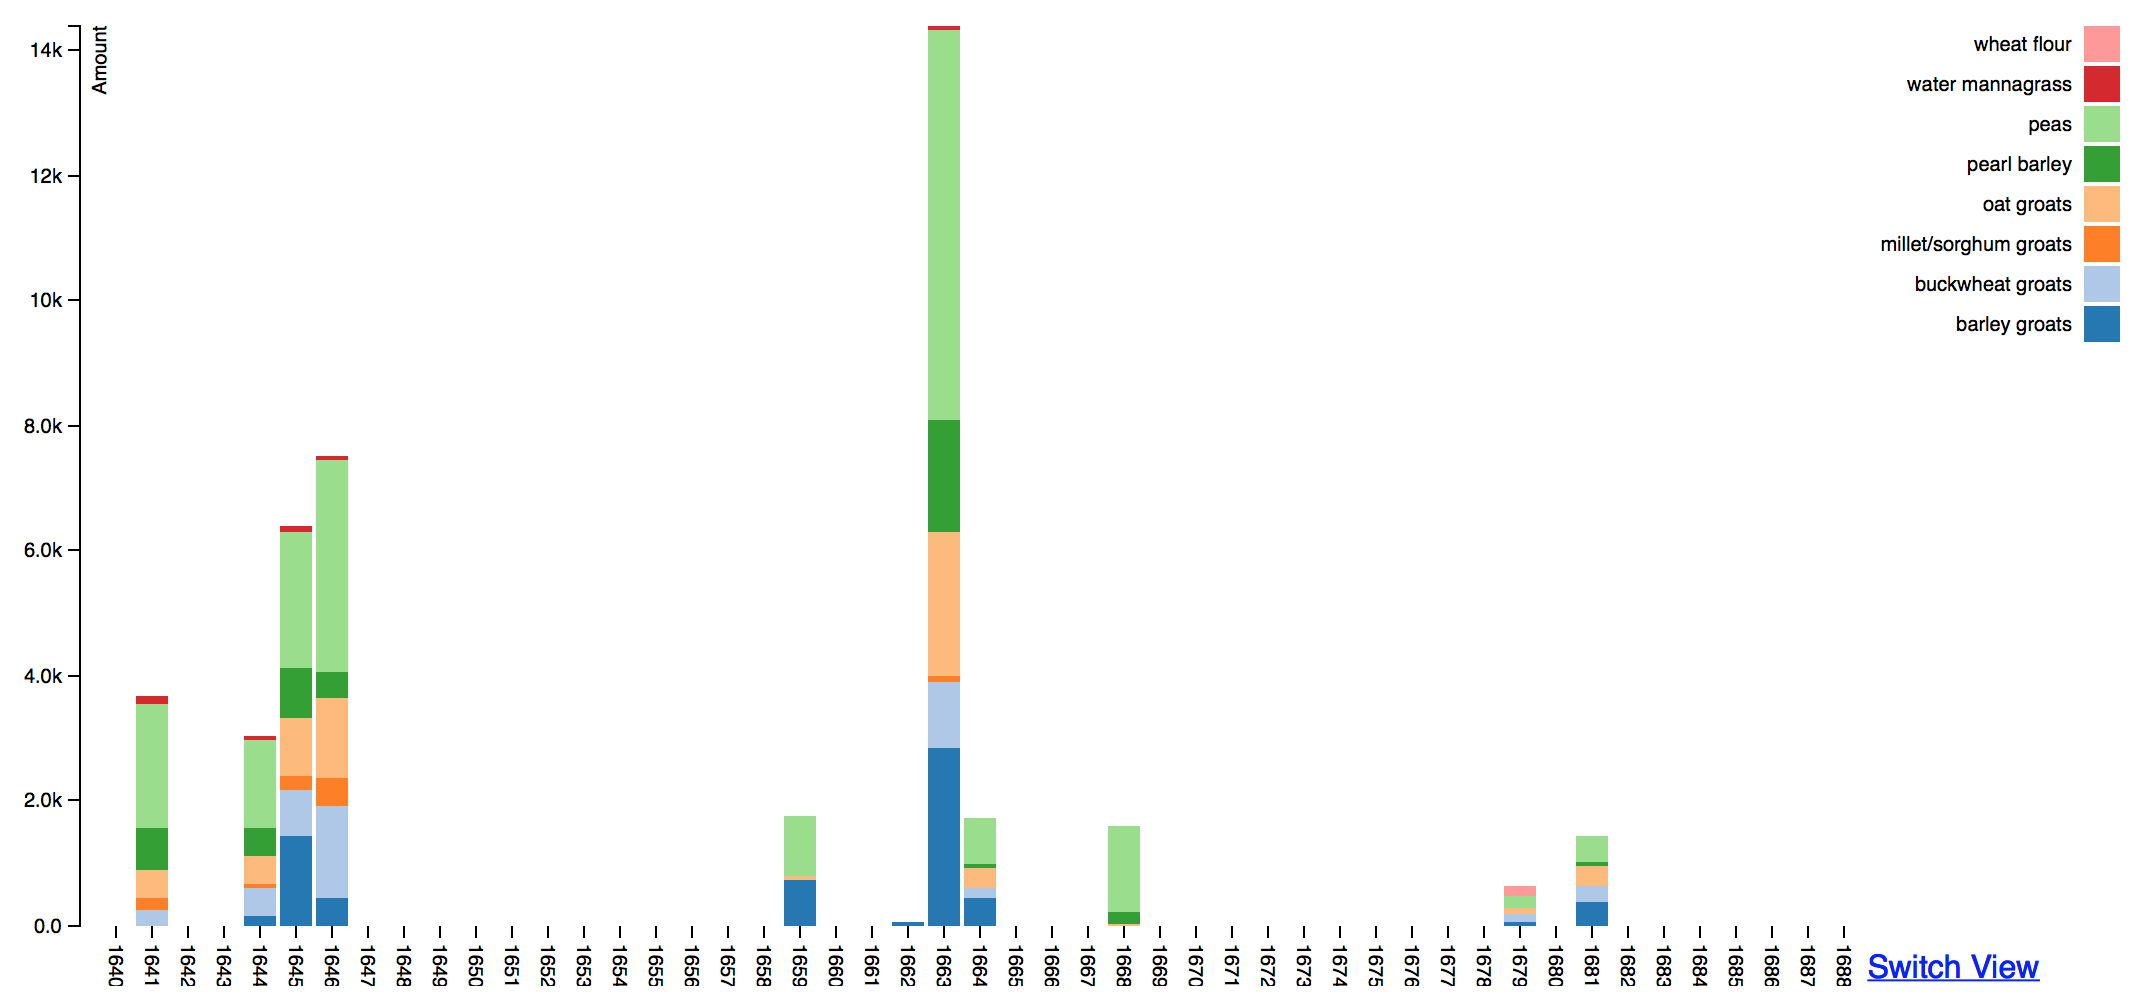 Amount
14k
12k
10k
8.0k
6.0k
4.0k
2.0k
0.0
wheat flour
water mannagrass
peas
pearl barley
oat groats
millet/sorghum groats
buckwheat groats
barley groats
1640
1641
1642
1643
1644
1645
1646
1647
1648
1649
1650
1651
1652
1653
1654
1655
1656
1657
1658
1659
1660
1661
1662
1663
1664
1665
1666
1667
1668
1669
1670
1671
1672
1673
1674
1675
1676
1677
1678
1679
1680
1681
1682
1683
1684
1685
1686
1687
1688
Switch View